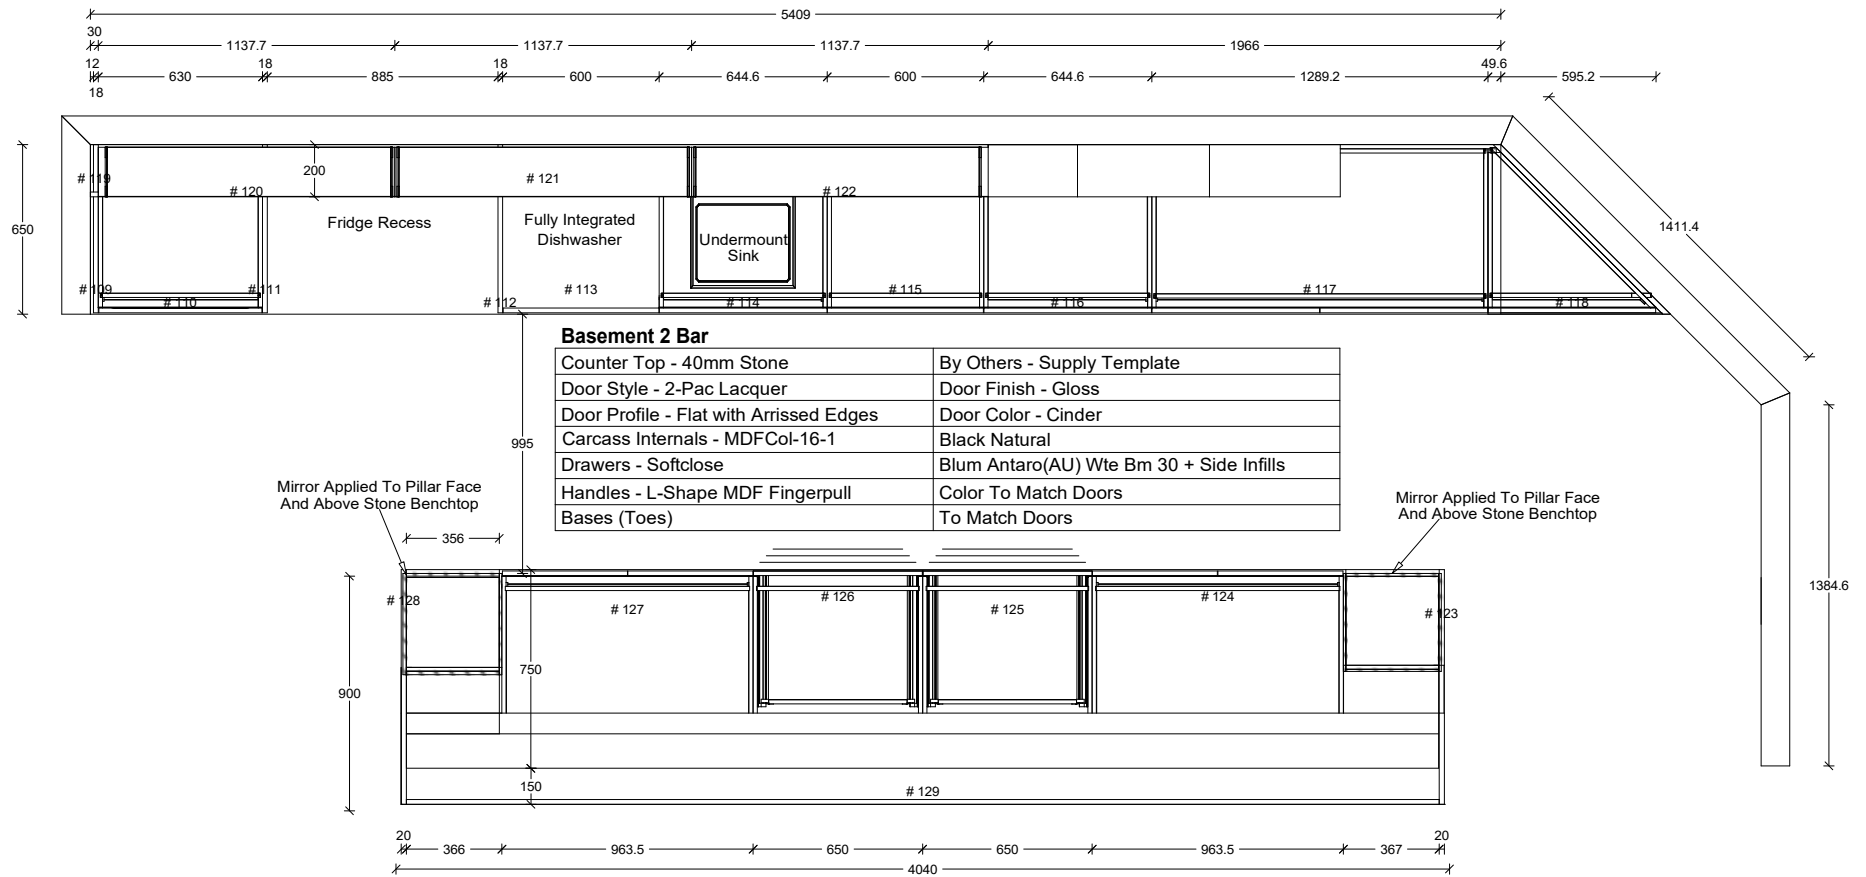 5409
30
1137.7 1137.7 1137.7 1966
12 18 18 49.6
630 885 600 644.6 600 644.6 1289.2 595.2
18
650
200
# 119
# 120
# 121
# 122
Fridge Recess
Fully Integrated
Dishwasher
Undermount
Sink
1411.4
# 109
# 110
# 111
# 112
# 113
# 114
# 115
# 116
# 117
# 118
Basement 2 Bar
Counter Top - 40mm Stone By Others - Supply Template
Door Style - 2-Pac Lacquer Door Finish - Gloss
Door Profile - Flat with Arrissed Edges Door Color - Cinder
Carcass Internals - MDFCol-16-1 Black Natural
Drawers - Softclose Blum Antaro(AU) Wte Bm 30 + Side Infills
Handles - L-Shape MDF Fingerpull Color To Match Doors
Bases (Toes) To Match Doors
995
Mirror Applied To Pillar Face
And Above Stone Benchtop
Mirror Applied To Pillar Face
And Above Stone Benchtop
356
1384.6
# 128
# 127
# 126
# 125
# 124
# 123
750
900
150
# 129
20 20
366 963.5 650 650 963.5 367
4040